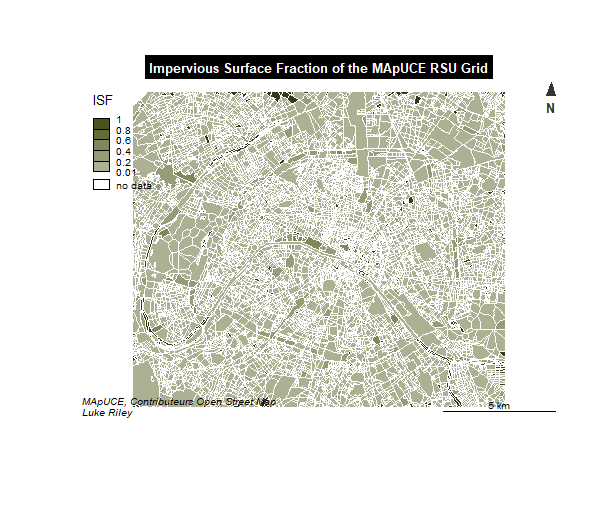 Impervious Surface Fraction of the MApUCE RSU Grid
N
ISF
1
0.8
0.6
0.4
0.2
0.01
no data
MApUCE, Contributeurs Open Street Map
Luke Riley
5 km